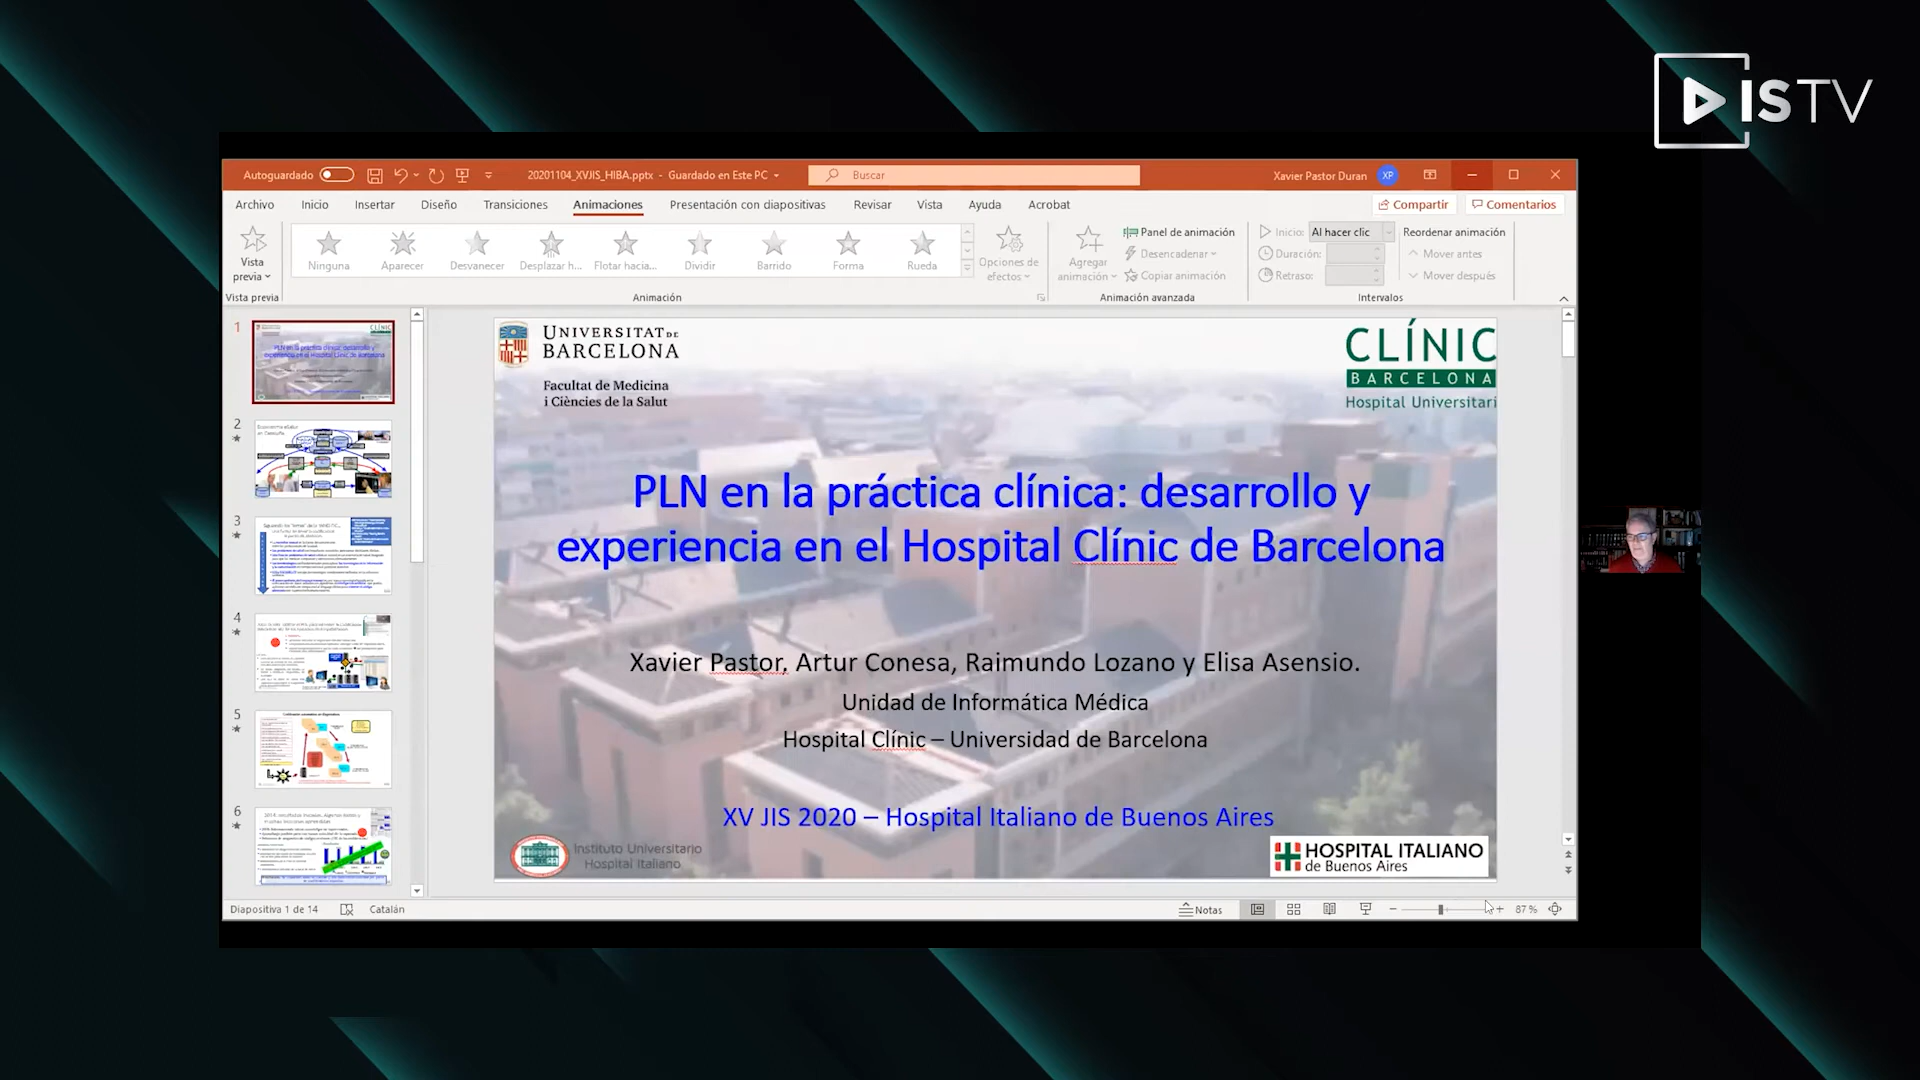 ISTV
Autoguardado
20201104_XVJIS_HIBA.pptx - Guardado en Este PC
Buscar
Xavier Pastor Duran
XP
Archivo
Inicio
Insertar
Diseño
Transiciones
Animaciones
Presentación con diapositivas
Revisar
Vista
Ayuda
Acrobat
Compartir
Comentarios
Vista
previa
Ninguna
Aparecer
Desvanecer
Desplazar h...
Flotar hacia...
Dividir
Barrido
Forma
Rueda
Opciones de
efectos
Agregar
animación
Panel de animación
Desencadenar
Copiar animación
Inicio: Al hacer clic
Duración:
Retraso:
Reordenar animación
Mover antes
Mover después
Vista previa
Animación
Animación avanzada
Intervalos
1
2
3
4
5
6
UNIVERSITAT DE
BARCELONA
Facultat de Medicina
i Ciències de la Salut
CLÍNIC
BARCELONA
Hospital Universitari
PLN en la práctica clínica: desarrollo y
experiencia en el Hospital Clínic de Barcelona
Xavier Pastor, Artur Conesa, Raimundo Lozano y Elisa Asensio.
Unidad de Informática Médica
Hospital Clínic – Universidad de Barcelona
XV JIS 2020 – Hospital Italiano de Buenos Aires
Instituto Universitario
Hospital Italiano
HOSPITAL ITALIANO
de Buenos Aires
Diapositiva 1 de 14
Catalán
Notas
87 %